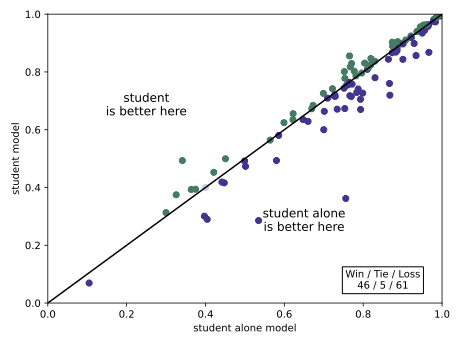 1.0
0.8
0.6
0.4
0.2
0.0
student model
student
is better here
student alone
is better here
Win / Tie / Loss
46 / 5 / 61
0.0 0.2 0.4 0.6 0.8 1.0
student alone model